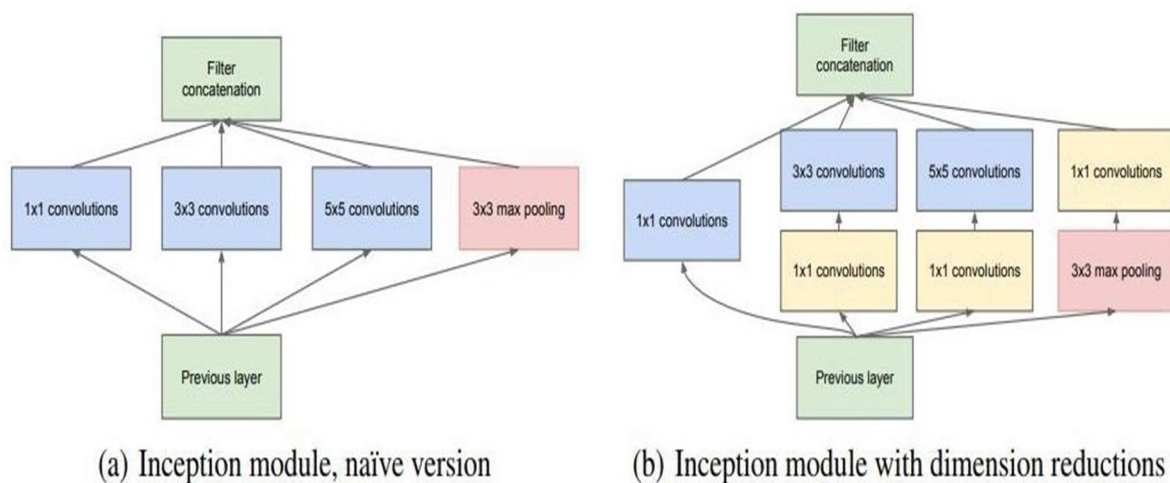 Filter
concatenation
1x1 convolutions
3x3 convolutions
5x5 convolutions
3x3 max pooling
Previous layer
(a) Inception module, naïve version
Filter
concatenation
3x3 convolutions
5x5 convolutions
1x1 convolutions
1x1 convolutions
1x1 convolutions
1x1 convolutions
3x3 max pooling
Previous layer
(b) Inception module with dimension reductions